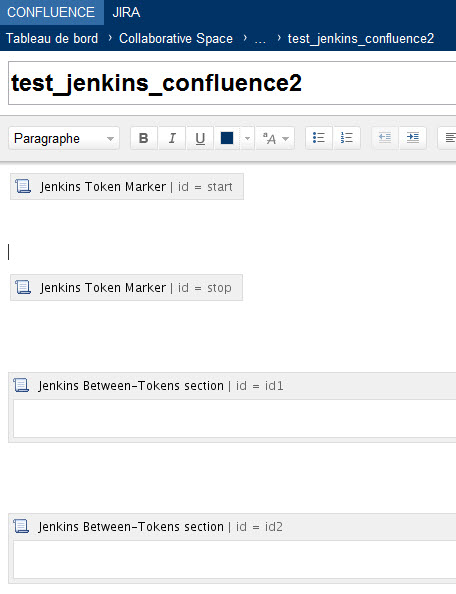 CONFLUENCE JIRA
Tableau de bord › Collaborative Space › ... › test_jenkins_confluence2
test_jenkins_confluence2
Paragraphe B I U A
Jenkins Token Marker | id = start
Jenkins Token Marker | id = stop
Jenkins Between-Tokens section | id = id1
Jenkins Between-Tokens section | id = id2